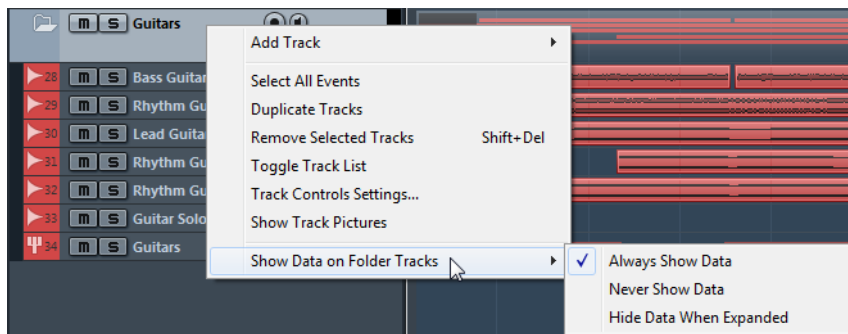 m S Guitars
Add Track
28 m S Bass Guitar
Select All Events
29 m S Rhythm Gu
Duplicate Tracks
30 m S Lead Guita
Remove Selected Tracks Shift+Del
31 m S Rhythm Gu
Toggle Track List
32 m S Rhythm Gu
Track Controls Settings...
33 m S Guitar Solo
Show Track Pictures
34 m S Guitars
Show Data on Folder Tracks
Always Show Data
Never Show Data
Hide Data When Expanded